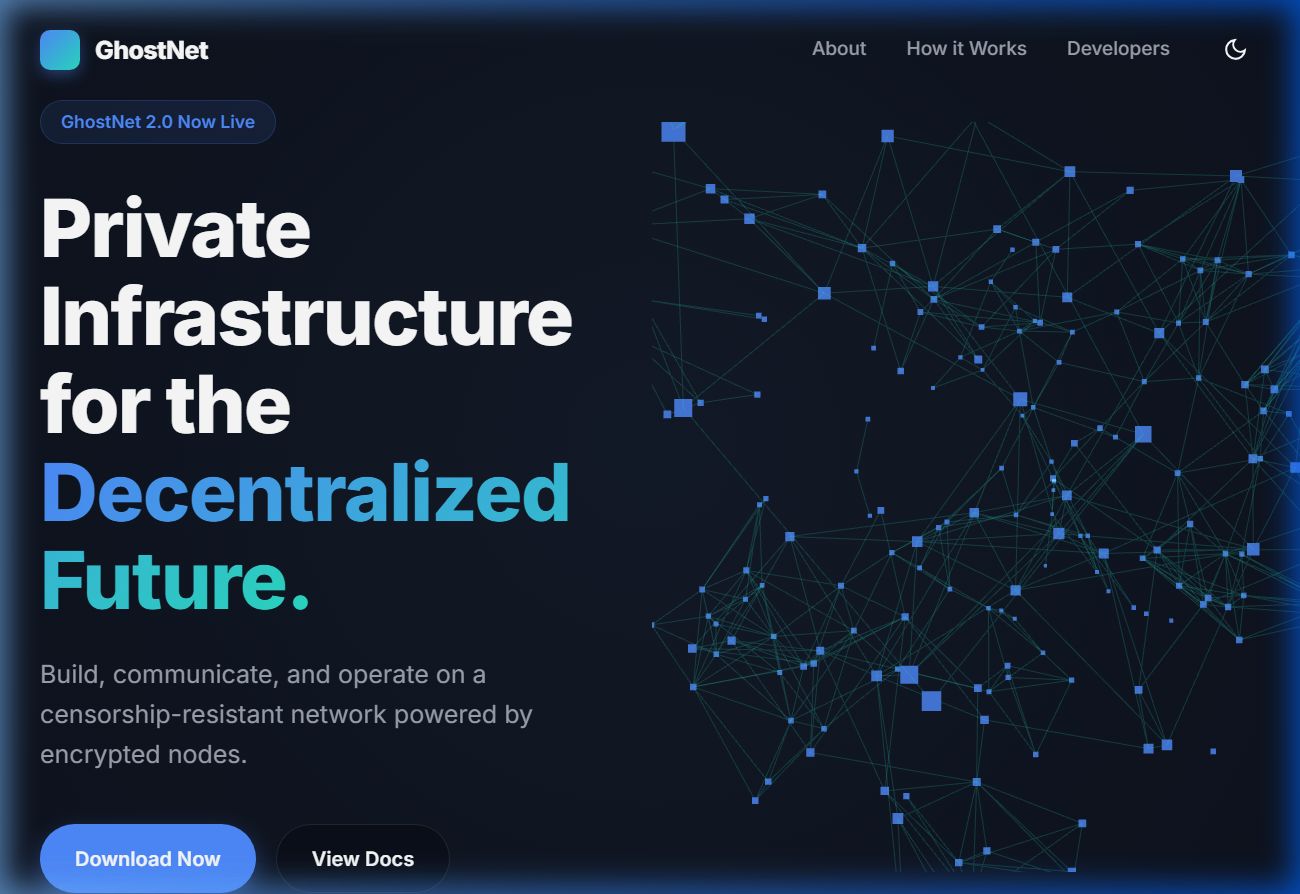 GhostNet
About
How it Works
Developers
GhostNet 2.0 Now Live
Private
Infrastructure
for the
Decentralized
Future.
Build, communicate, and operate on a
censorship-resistant network powered by
encrypted nodes.
Download Now
View Docs